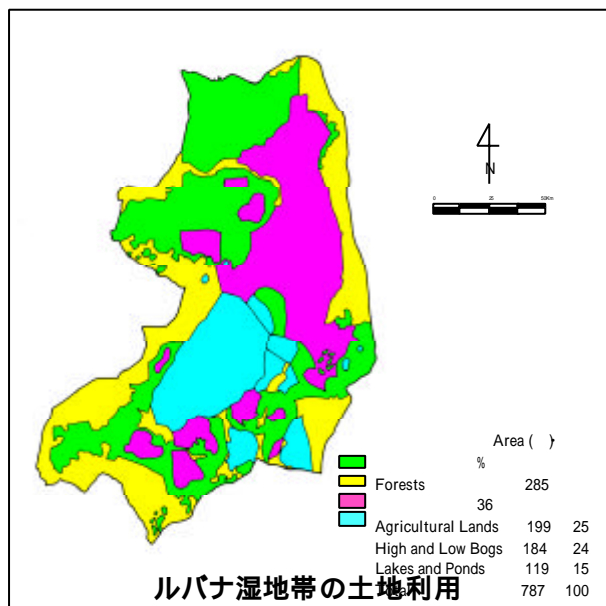 N
0 25 50Km
Area ( )
%
Forests 285
36
Agricultural Lands 199 25
High and Low Bogs 184 24
Lakes and Ponds 119 15
787 100
ルバナ湿地帯の土地利用